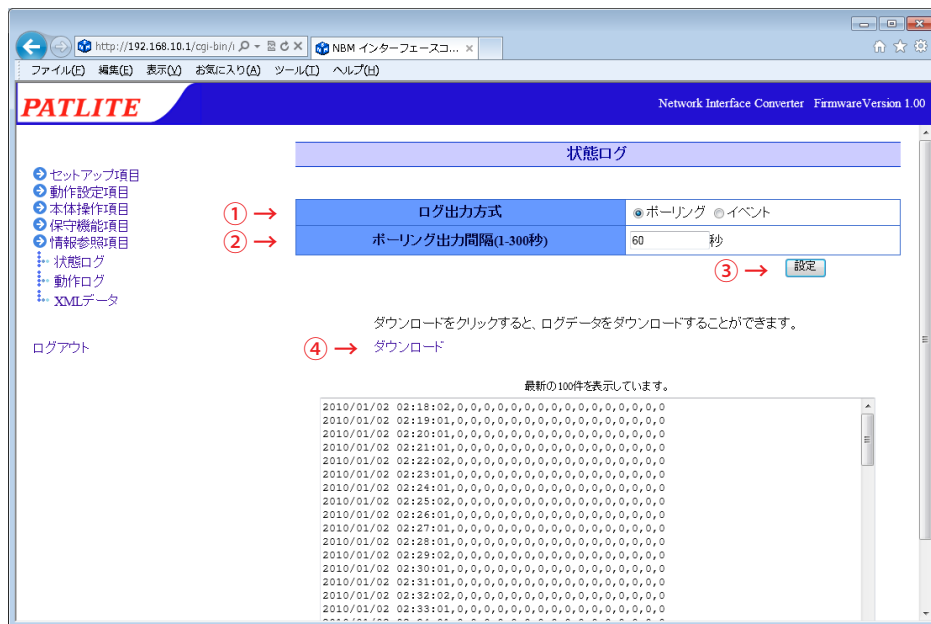 http://192.168.10.1/cgi-bin/i
NBM インターフェースコ...
ファイル(F) 編集(E) 表示(V) お気に入り(A) ツール(T) ヘルプ(H)
PATLITE
Network Interface Converter FirmwareVersion 1.00
状態ログ
セットアップ項目
動作設定項目
本体操作項目
保守機能項目
情報参照項目
状態ログ
動作ログ
XMLデータ
ログアウト
① → ログ出力方式 ポーリング イベント
② → ポーリング出力間隔(1-300秒) 60 秒
③ → 設定
ダウンロードをクリックすると、ログデータをダウンロードすることができます。
④ → ダウンロード
最新の100件を表示しています。
2010/01/02 02:18:02,0,0,0,0,0,0,0,0,0,0,0,0,0,0,0,0
2010/01/02 02:19:01,0,0,0,0,0,0,0,0,0,0,0,0,0,0,0,0
2010/01/02 02:20:01,0,0,0,0,0,0,0,0,0,0,0,0,0,0,0,0
2010/01/02 02:21:01,0,0,0,0,0,0,0,0,0,0,0,0,0,0,0,0
2010/01/02 02:22:02,0,0,0,0,0,0,0,0,0,0,0,0,0,0,0,0
2010/01/02 02:23:01,0,0,0,0,0,0,0,0,0,0,0,0,0,0,0,0
2010/01/02 02:24:01,0,0,0,0,0,0,0,0,0,0,0,0,0,0,0,0
2010/01/02 02:25:02,0,0,0,0,0,0,0,0,0,0,0,0,0,0,0,0
2010/01/02 02:26:01,0,0,0,0,0,0,0,0,0,0,0,0,0,0,0,0
2010/01/02 02:27:01,0,0,0,0,0,0,0,0,0,0,0,0,0,0,0,0
2010/01/02 02:28:01,0,0,0,0,0,0,0,0,0,0,0,0,0,0,0,0
2010/01/02 02:29:02,0,0,0,0,0,0,0,0,0,0,0,0,0,0,0,0
2010/01/02 02:30:01,0,0,0,0,0,0,0,0,0,0,0,0,0,0,0,0
2010/01/02 02:31:01,0,0,0,0,0,0,0,0,0,0,0,0,0,0,0,0
2010/01/02 02:32:02,0,0,0,0,0,0,0,0,0,0,0,0,0,0,0,0
2010/01/02 02:33:01,0,0,0,0,0,0,0,0,0,0,0,0,0,0,0,0